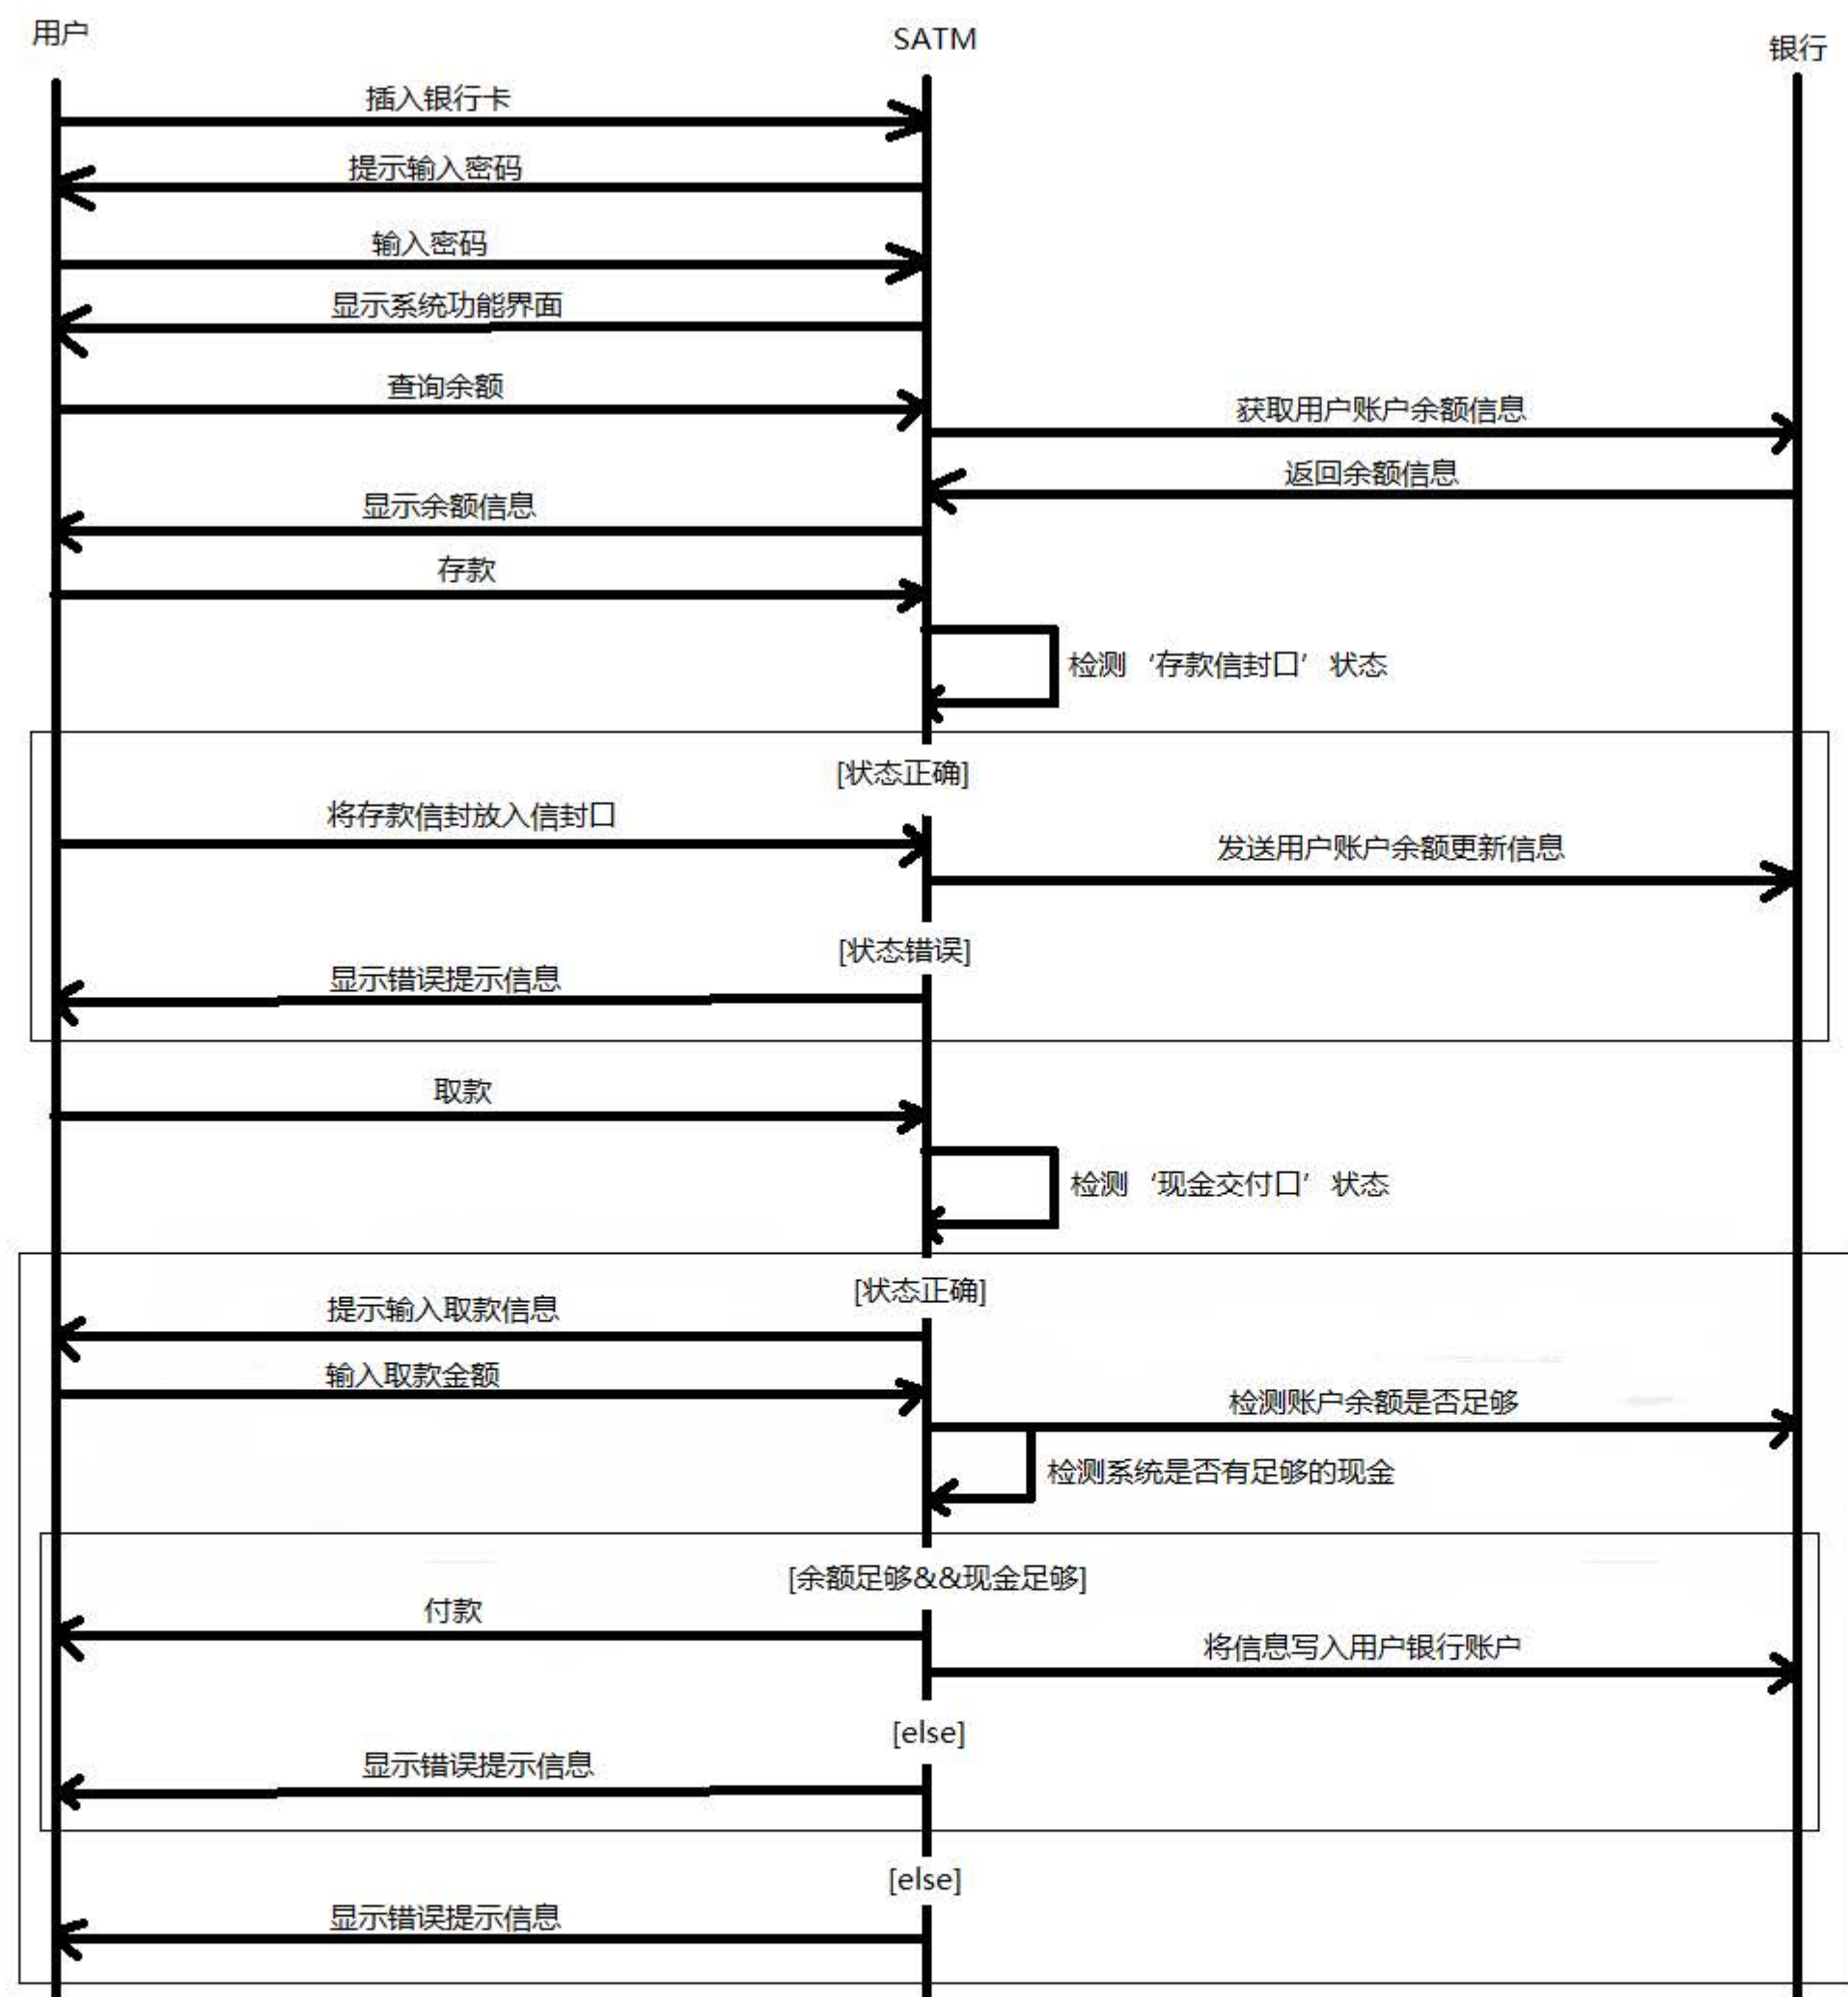 用户
SATM
银行
插入银行卡
提示输入密码
输入密码
显示系统功能界面
查询余额
获取用户账户余额信息
返回余额信息
显示余额信息
存款
检测‘存款信封口’状态
[状态正确]
将存款信封放入信封口
发送用户账户余额更新信息
[状态错误]
显示错误提示信息
取款
检测‘现金交付口’状态
[状态正确]
提示输入取款信息
输入取款金额
检测账户余额是否足够
检测系统是否有足够的现金
[余额足够&&现金足够]
付款
将信息写入用户银行账户
[else]
显示错误提示信息
[else]
显示错误提示信息